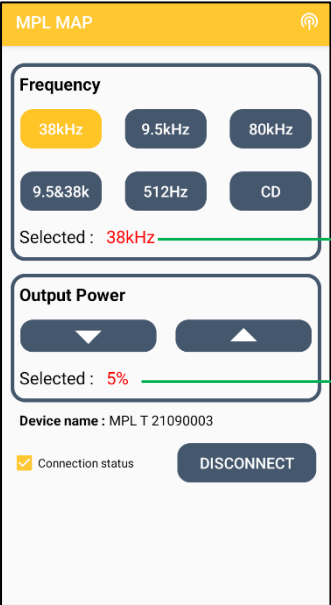 MPL MAP
Frequency
38kHz 9.5kHz 80kHz
9.5&38k 512Hz CD
Selected : 38kHz
Output Power
Selected : 5%
Device name : MPL T 21090003
Connection status DISCONNECT